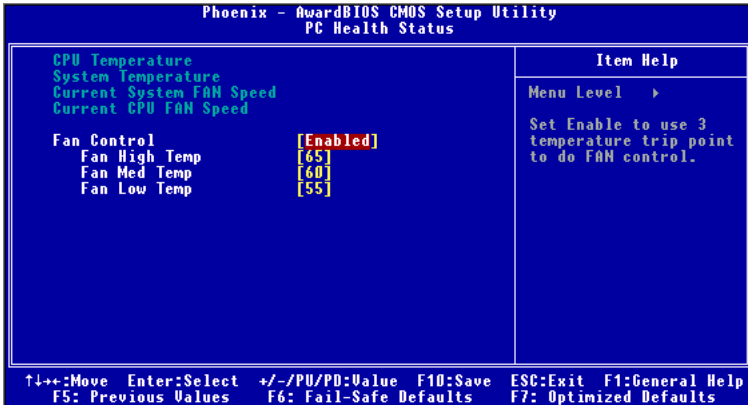 Phoenix - AwardBIOS CMOS Setup Utility
PC Health Status
CPU Temperature
System Temperature
Current System FAN Speed
Current CPU FAN Speed
Fan Control [Enabled]
Fan High Temp [65]
Fan Med Temp [60]
Fan Low Temp [55]
Item Help
Menu Level ▸
Set Enable to use 3
temperature trip point
to do FAN control.
↑↓→←:Move Enter:Select +/-/PU/PD:Value F10:Save ESC:Exit F1:General Help
F5: Previous Values F6: Fail-Safe Defaults F7: Optimized Defaults